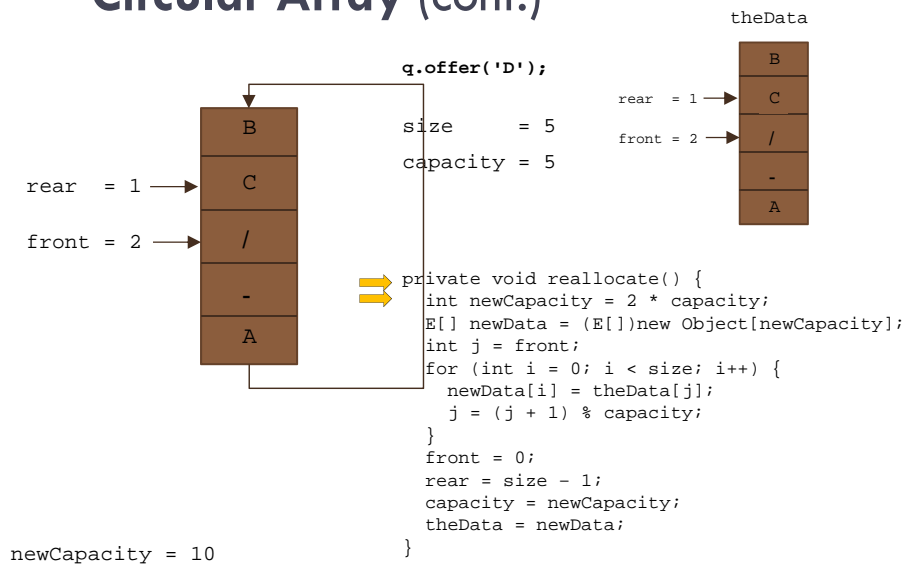 Circular Array (cont.)
theData
q.offer('D');
size = 5
capacity = 5
B
C
/
-
A
rear = 1
front = 2
B
C
/
-
A
rear = 1
front = 2
private void reallocate() {
int newCapacity = 2 * capacity;
E[] newData = (E[])new Object[newCapacity];
int j = front;
for (int i = 0; i < size; i++) {
newData[i] = theData[j];
j = (j + 1) % capacity;
}
front = 0;
rear = size – 1;
capacity = newCapacity;
theData = newData;
}
newCapacity = 10